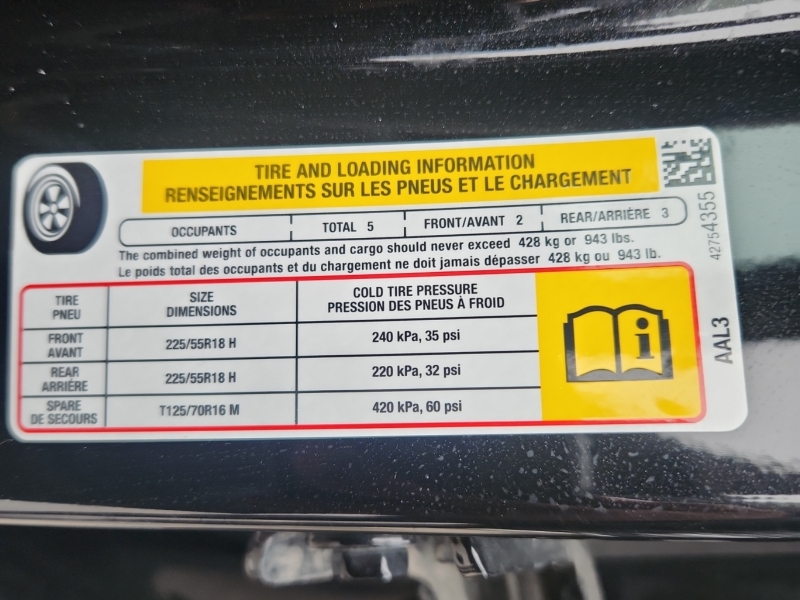 TIRE AND LOADING INFORMATION
RENSEIGNEMENTS SUR LES PNEUS ET LE CHARGEMENT
OCCUPANTS TOTAL 5 FRONT/AVANT 2 REAR/ARRIÈRE 3
The combined weight of occupants and cargo should never exceed 428 kg or 943 lbs.
Le poids total des occupants et du chargement ne doit jamais dépasser 428 kg ou 943 lb.
TIRE SIZE COLD TIRE PRESSURE
PNEU DIMENSIONS PRESSION DES PNEUS À FROID
FRONT
AVANT 225/55R18 H 240 kPa, 35 psi
REAR
ARRIÈRE 225/55R18 H 220 kPa, 32 psi
SPARE
DE SECOURS T125/70R16 M 420 kPa, 60 psi
42754355
AAL3